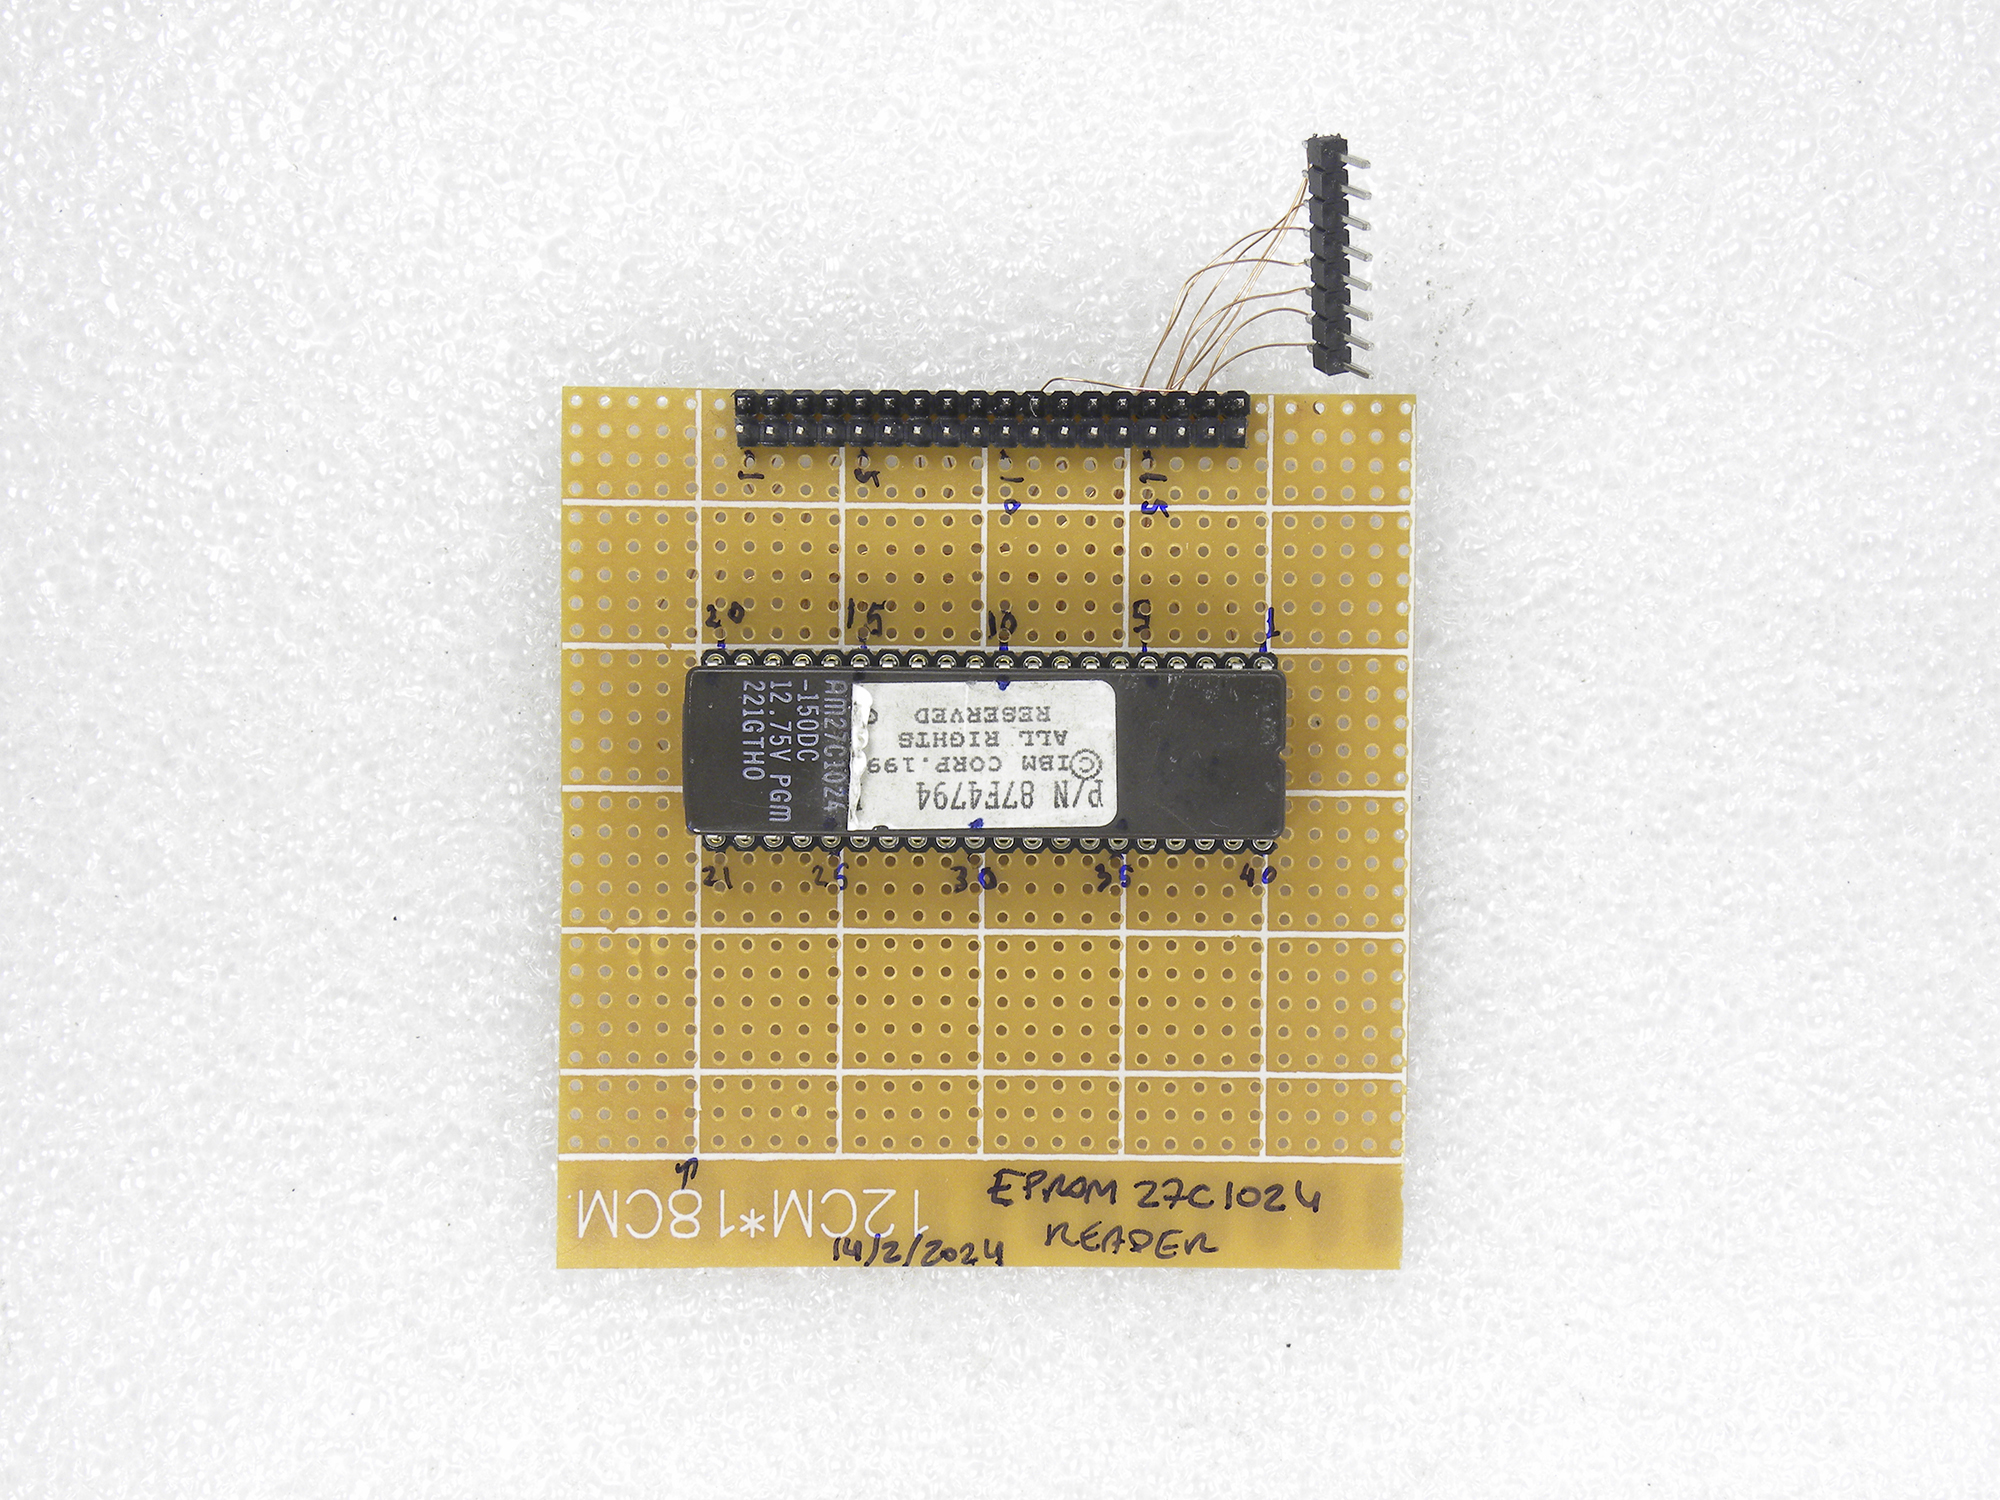 1 5 10 15
20 15 10 5 1
Am27C1024
-150DC
12.75V PGM
221GTH0
P/N 87F4794
©IBM CORP.199
ALL RIGHTS
RESERVED
21 25 30 35 40
12CM*18CM
EPROM 27C1024
READER
14/2/2024